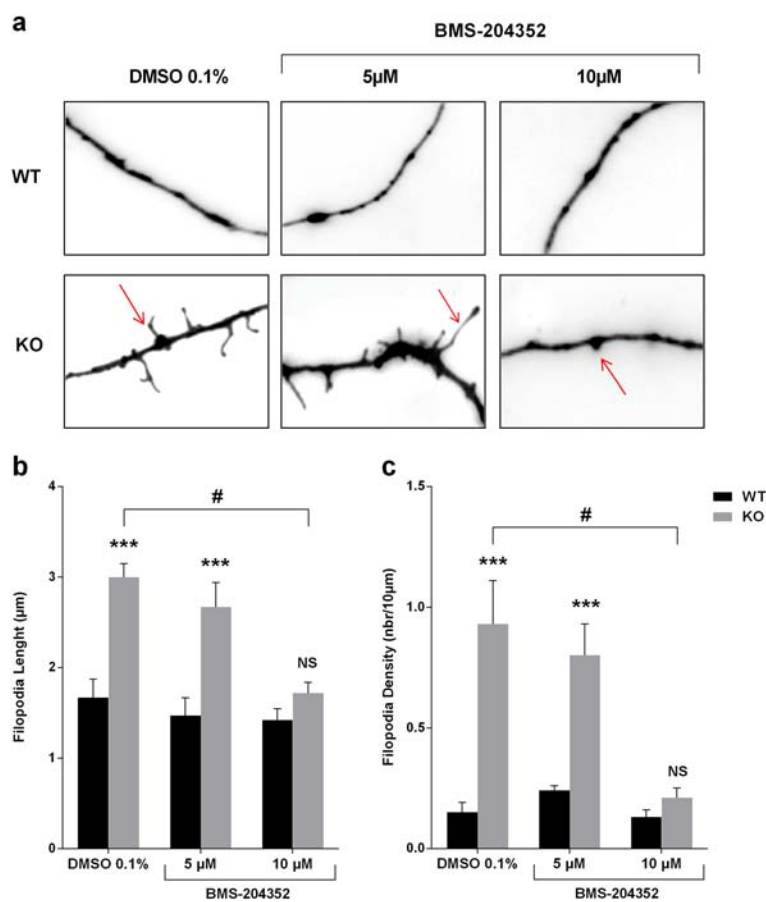 a
BMS-204352
DMSO 0.1%
5µM
10µM
WT
KO
b
4
3
2
1
0
Filopodia Lenght (µm)
#
***
***
NS
DMSO 0.1%
5 µM
10 µM
BMS-204352
c
1.5
1.0
0.5
0.0
Filopodia Density (nbr/10µm)
#
***
***
NS
DMSO 0.1%
5 µM
10 µM
BMS-204352
WT
KO